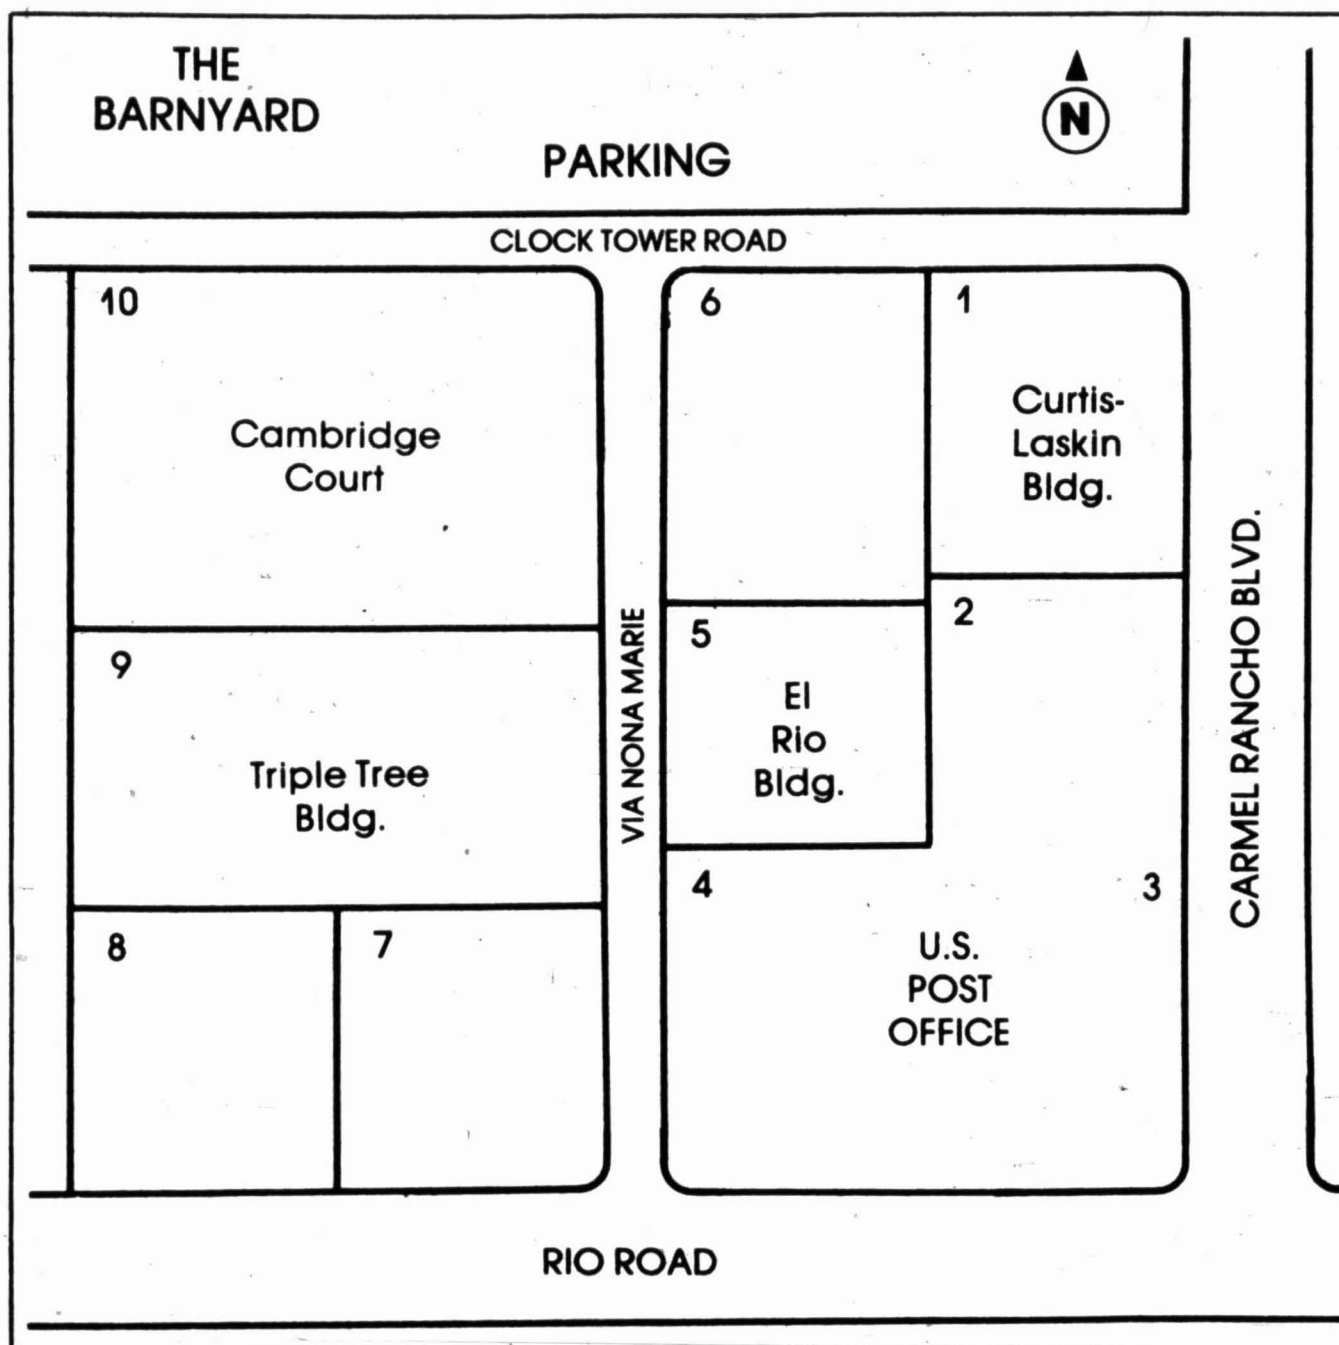 THE
BARNYARD
PARKING
N
CLOCK TOWER ROAD
10
Cambridge
Court
6
1
Curtis-
Laskin
Bldg.
9
Triple Tree
Bldg.
VIA NONA MARIE
5
El
Rio
Bldg.
2
CARMEL RANCHO BLVD.
8
7
4
3
U.S.
POST
OFFICE
RIO ROAD